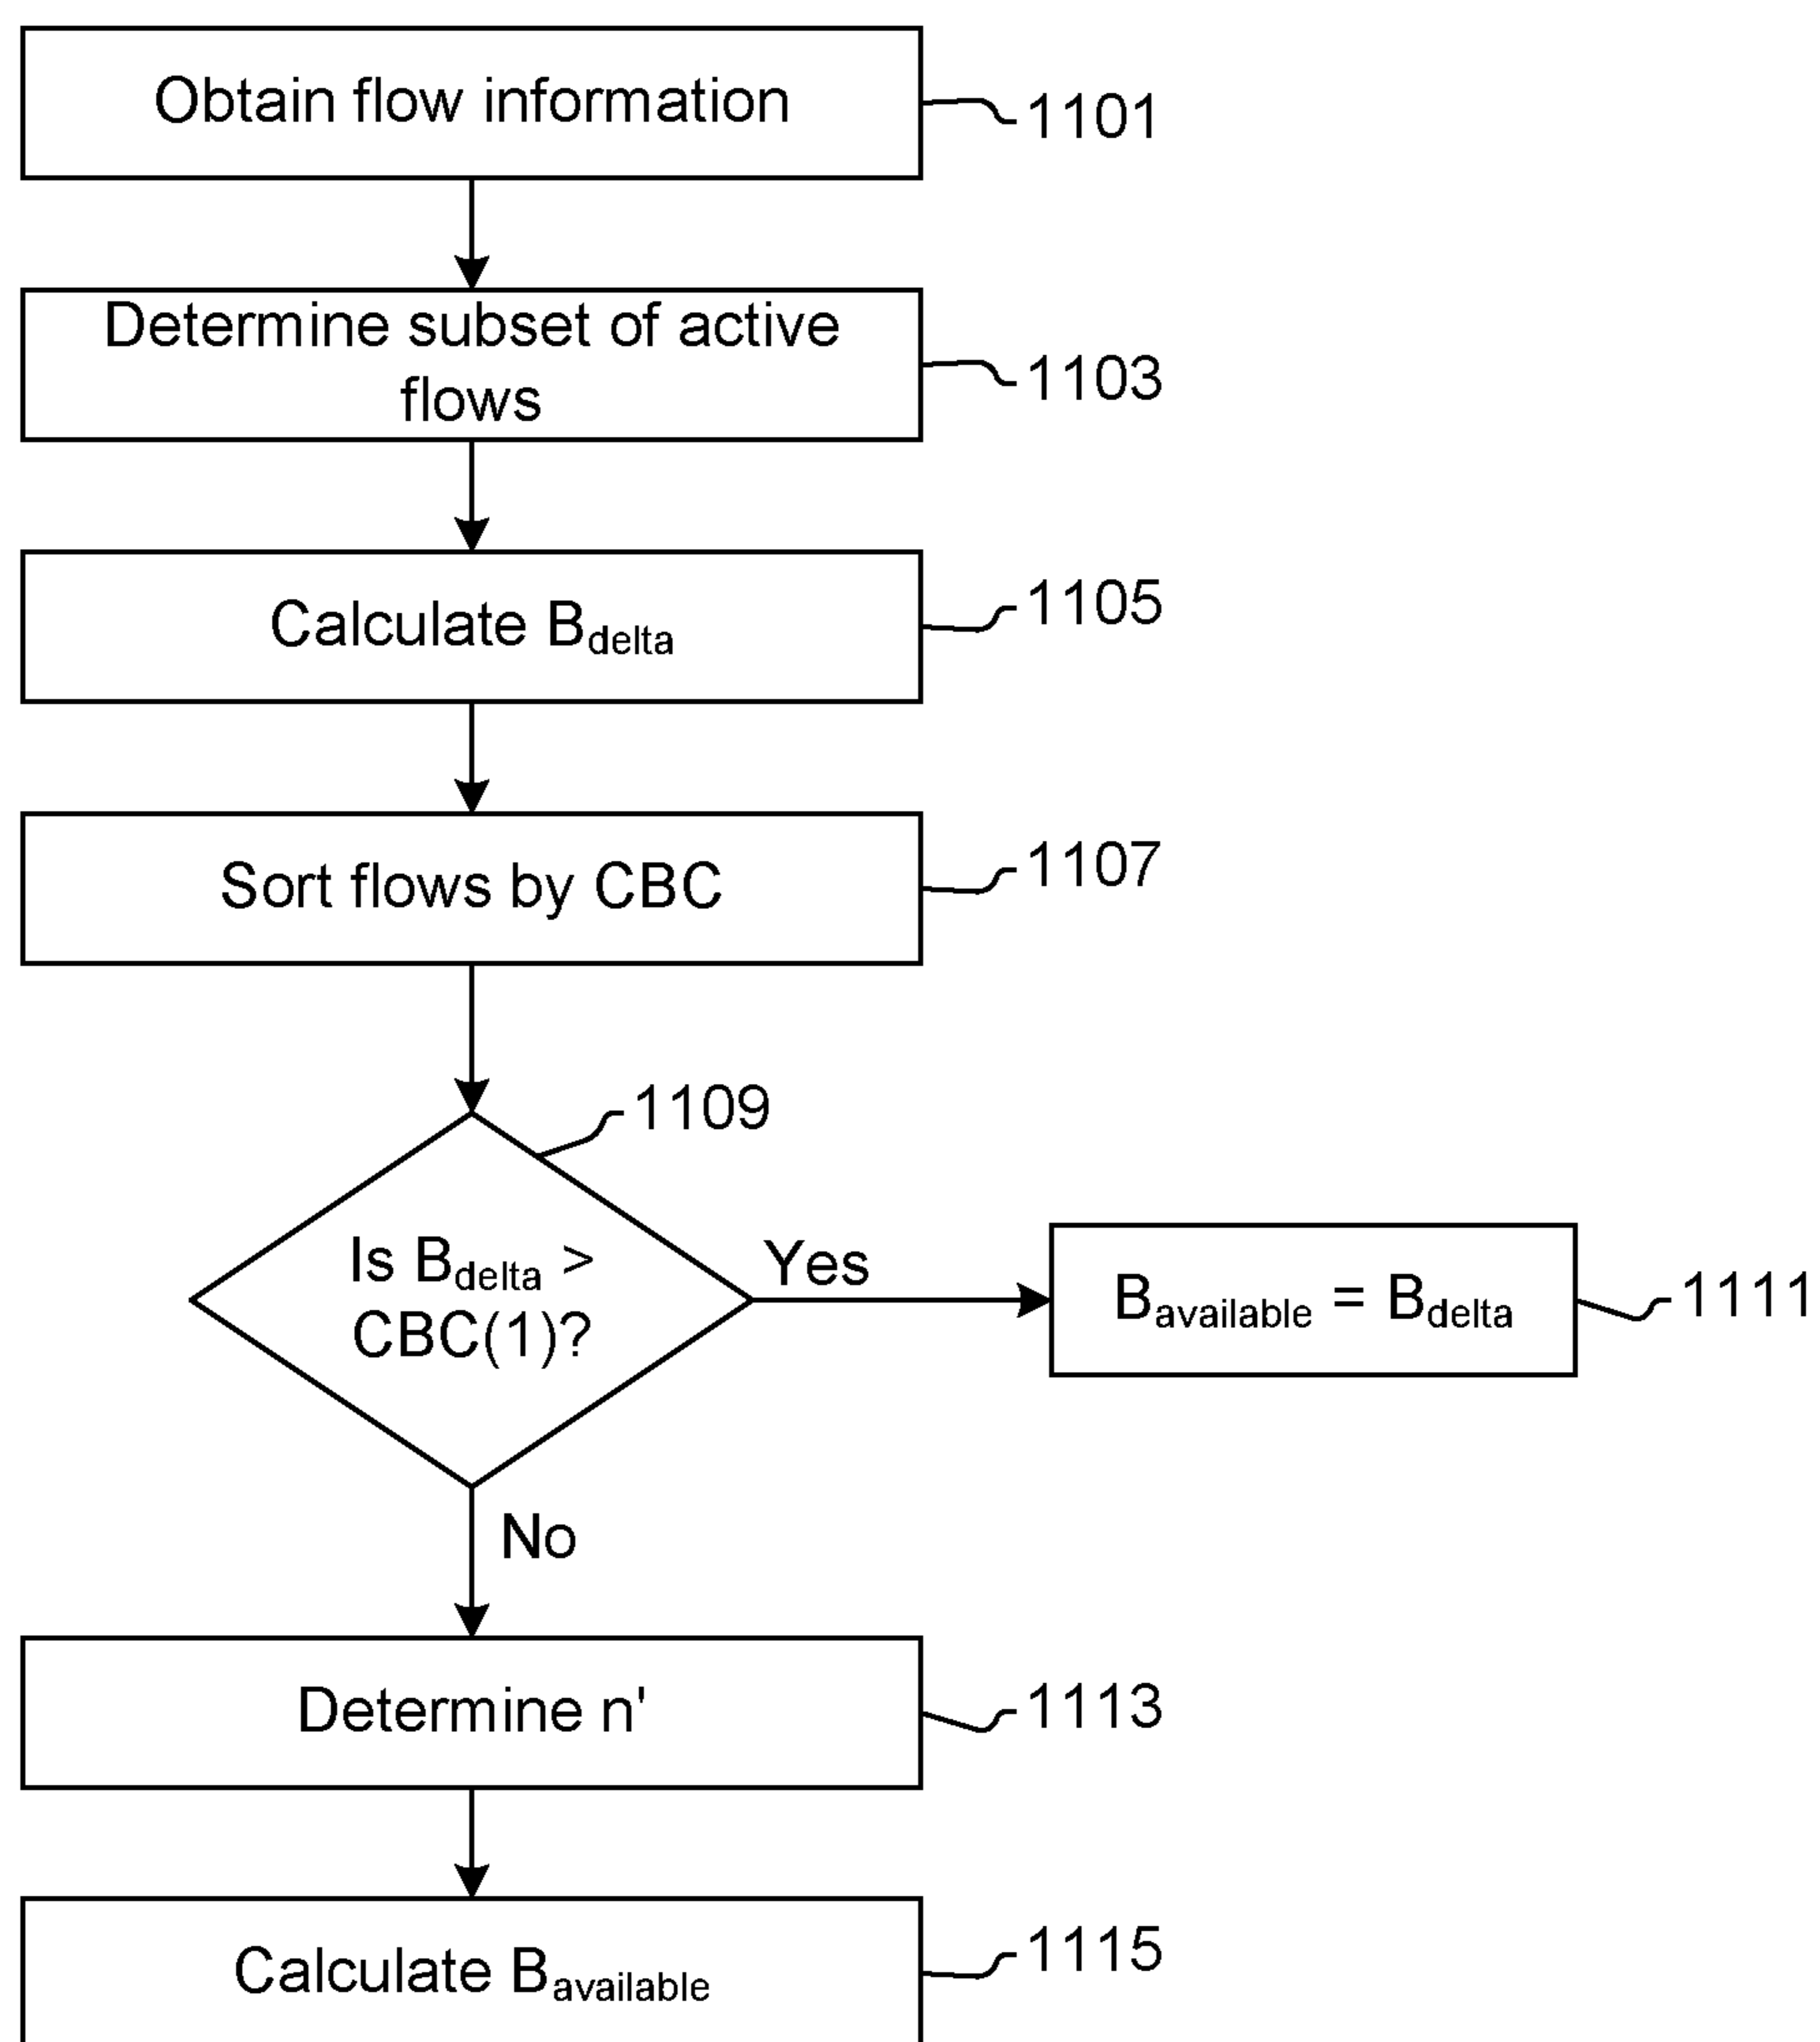 Obtain flow information
1101
Determine subset of active
flows
1103
Calculate Bdelta
1105
Sort flows by CBC
1107
1109
Is Bdelta >
CBC(1)?
Yes
Bavailable = Bdelta
1111
No
Determine n'
1113
Calculate Bavailable
1115